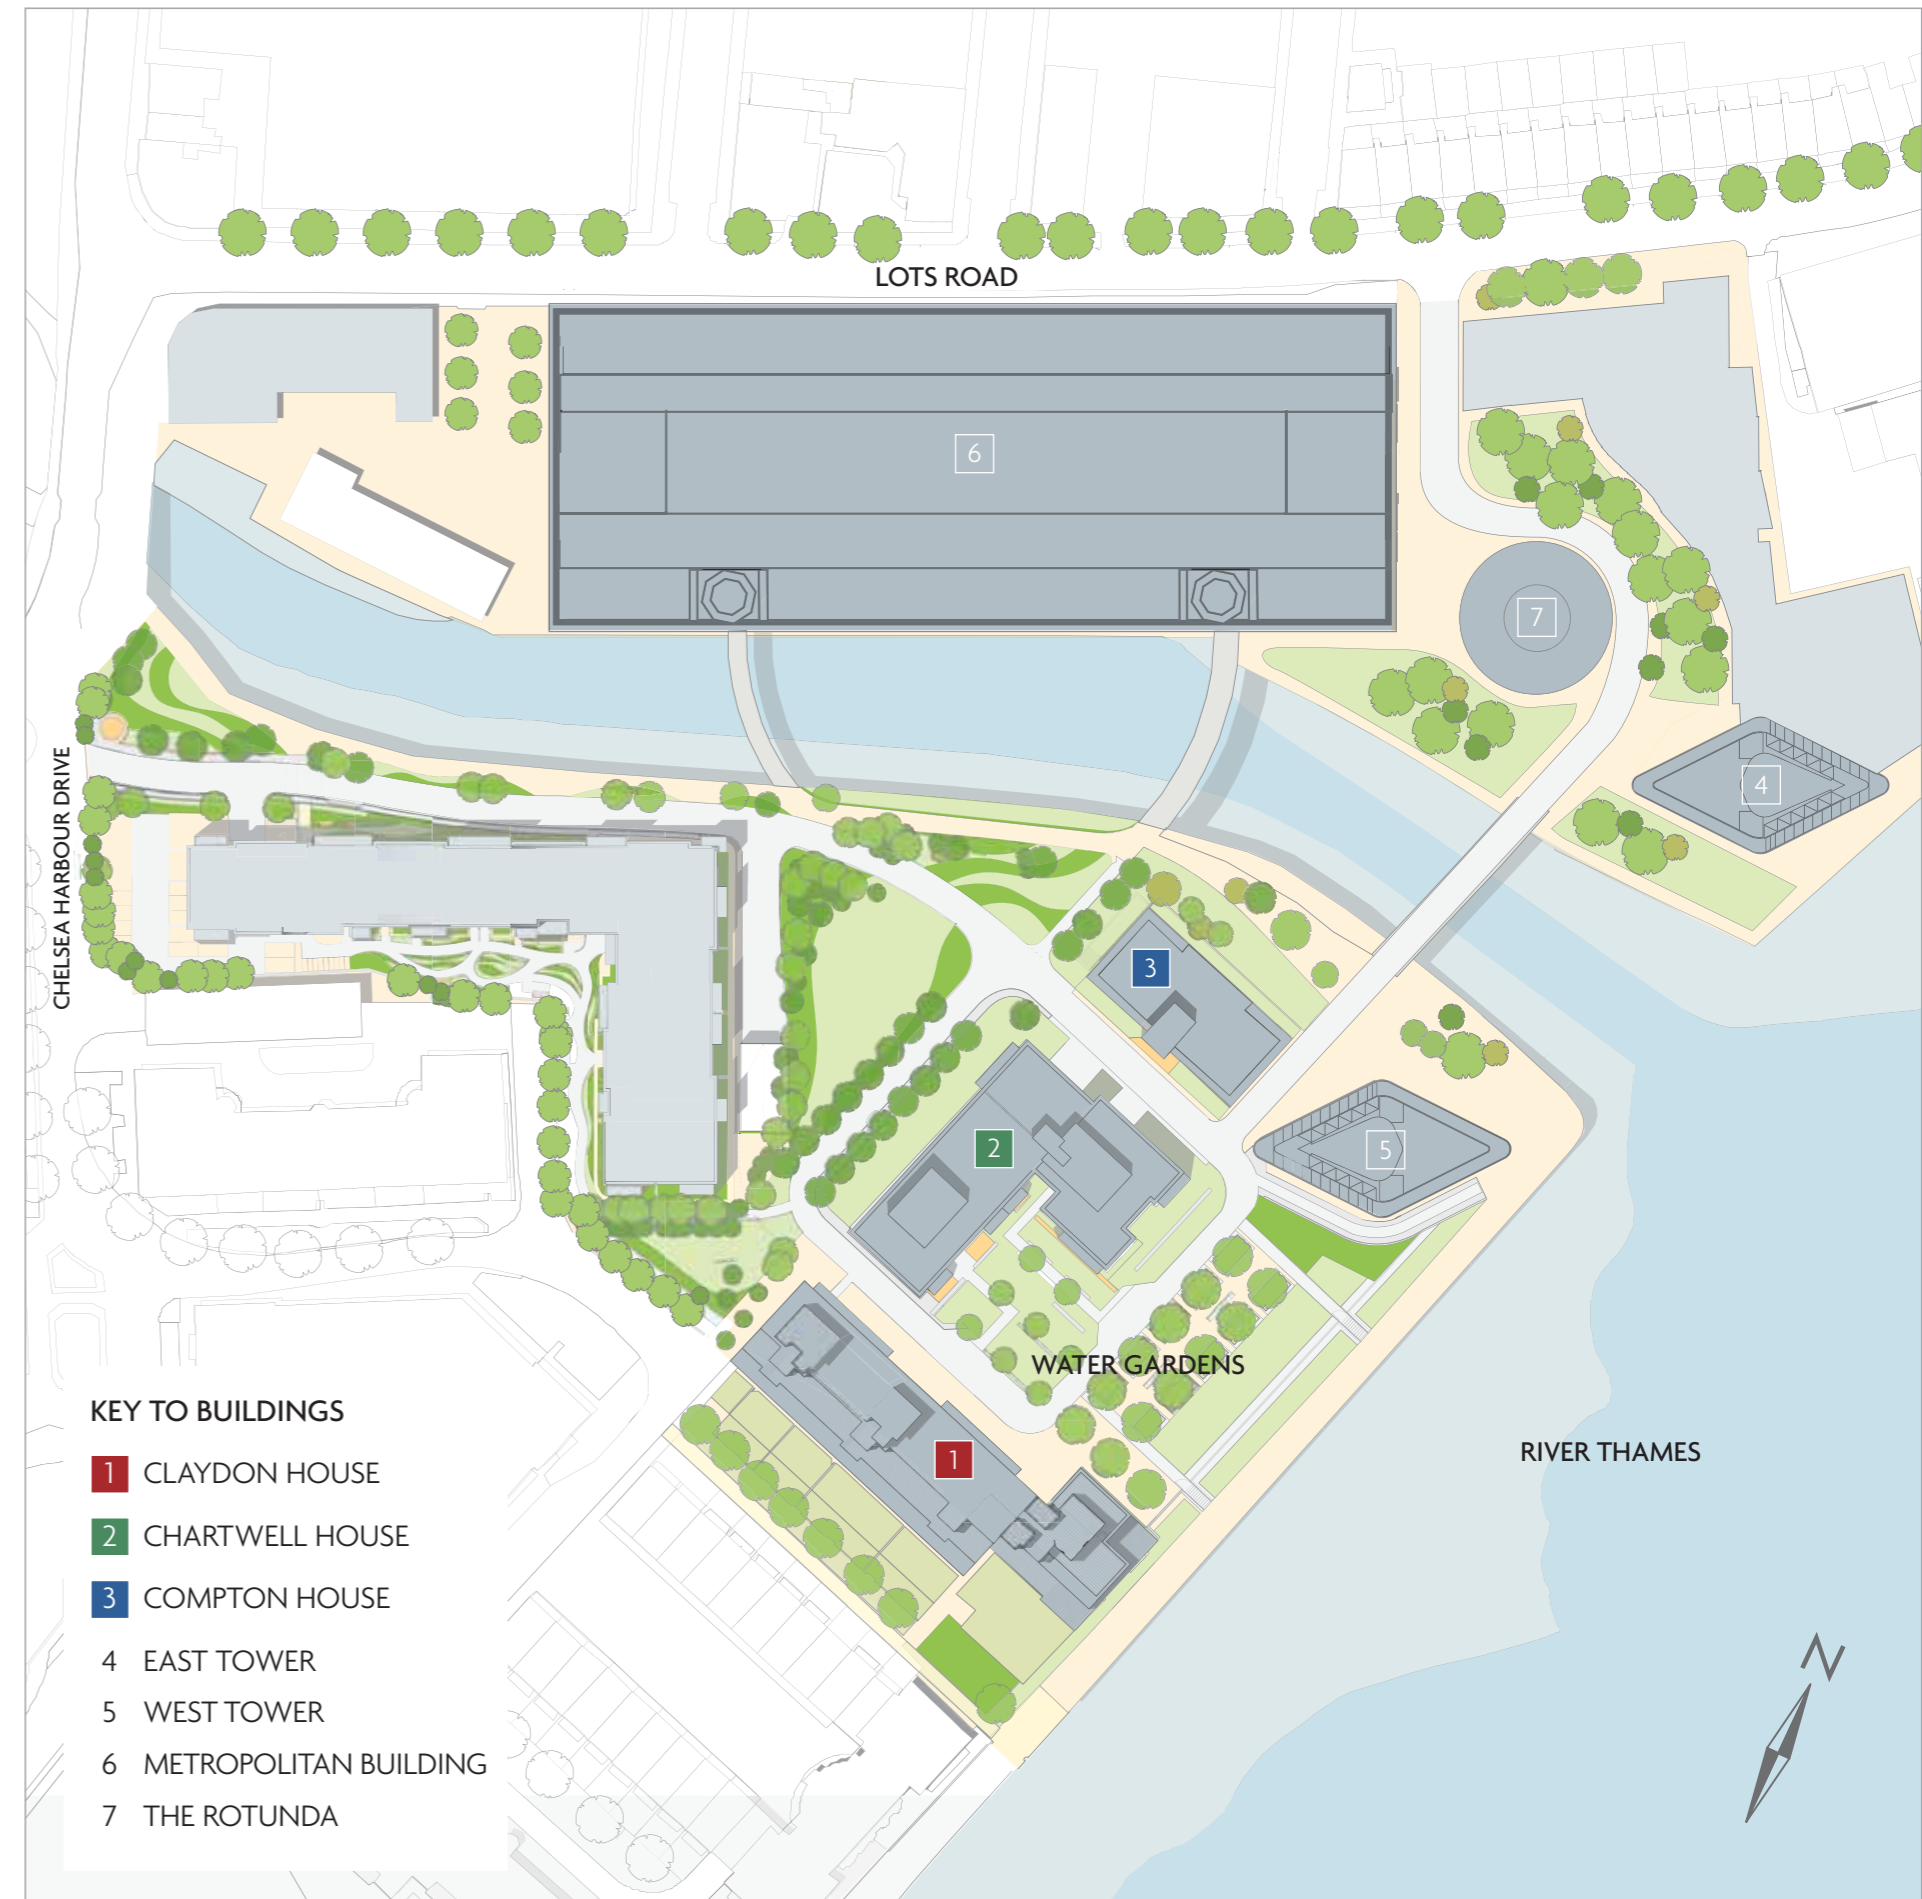 LOTS ROAD
6
7
4
CHELSEA HARBOUR DRIVE
3
2
5
WATER GARDENS
1
RIVER THAMES
KEY TO BUILDINGS
1 CLAYDON HOUSE
2 CHARTWELL HOUSE
3 COMPTON HOUSE
4 EAST TOWER
5 WEST TOWER
6 METROPOLITAN BUILDING
7 THE ROTUNDA
N